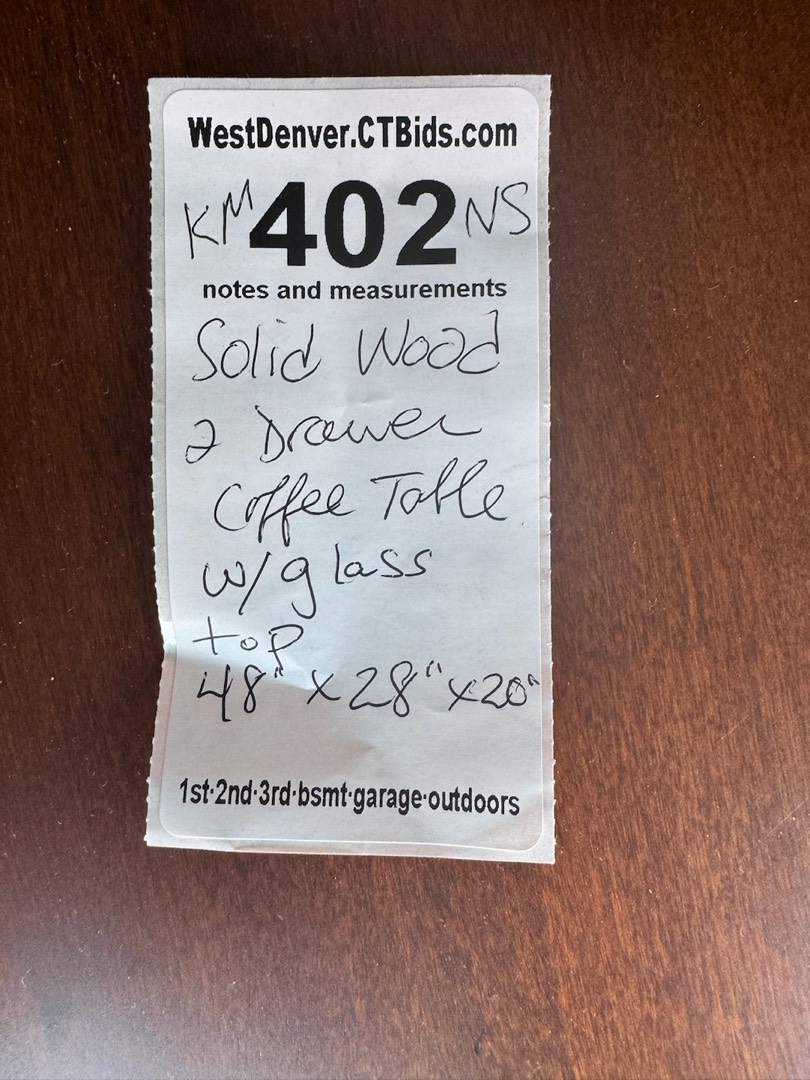 WestDenver.CTBids.com
KM 402 NS
notes and measurements
Solid Wood
2 Drawer
Coffee Table
w/glass
top
48" x 28" x 20"
1st·2nd·3rd·bsmt·garage·outdoors